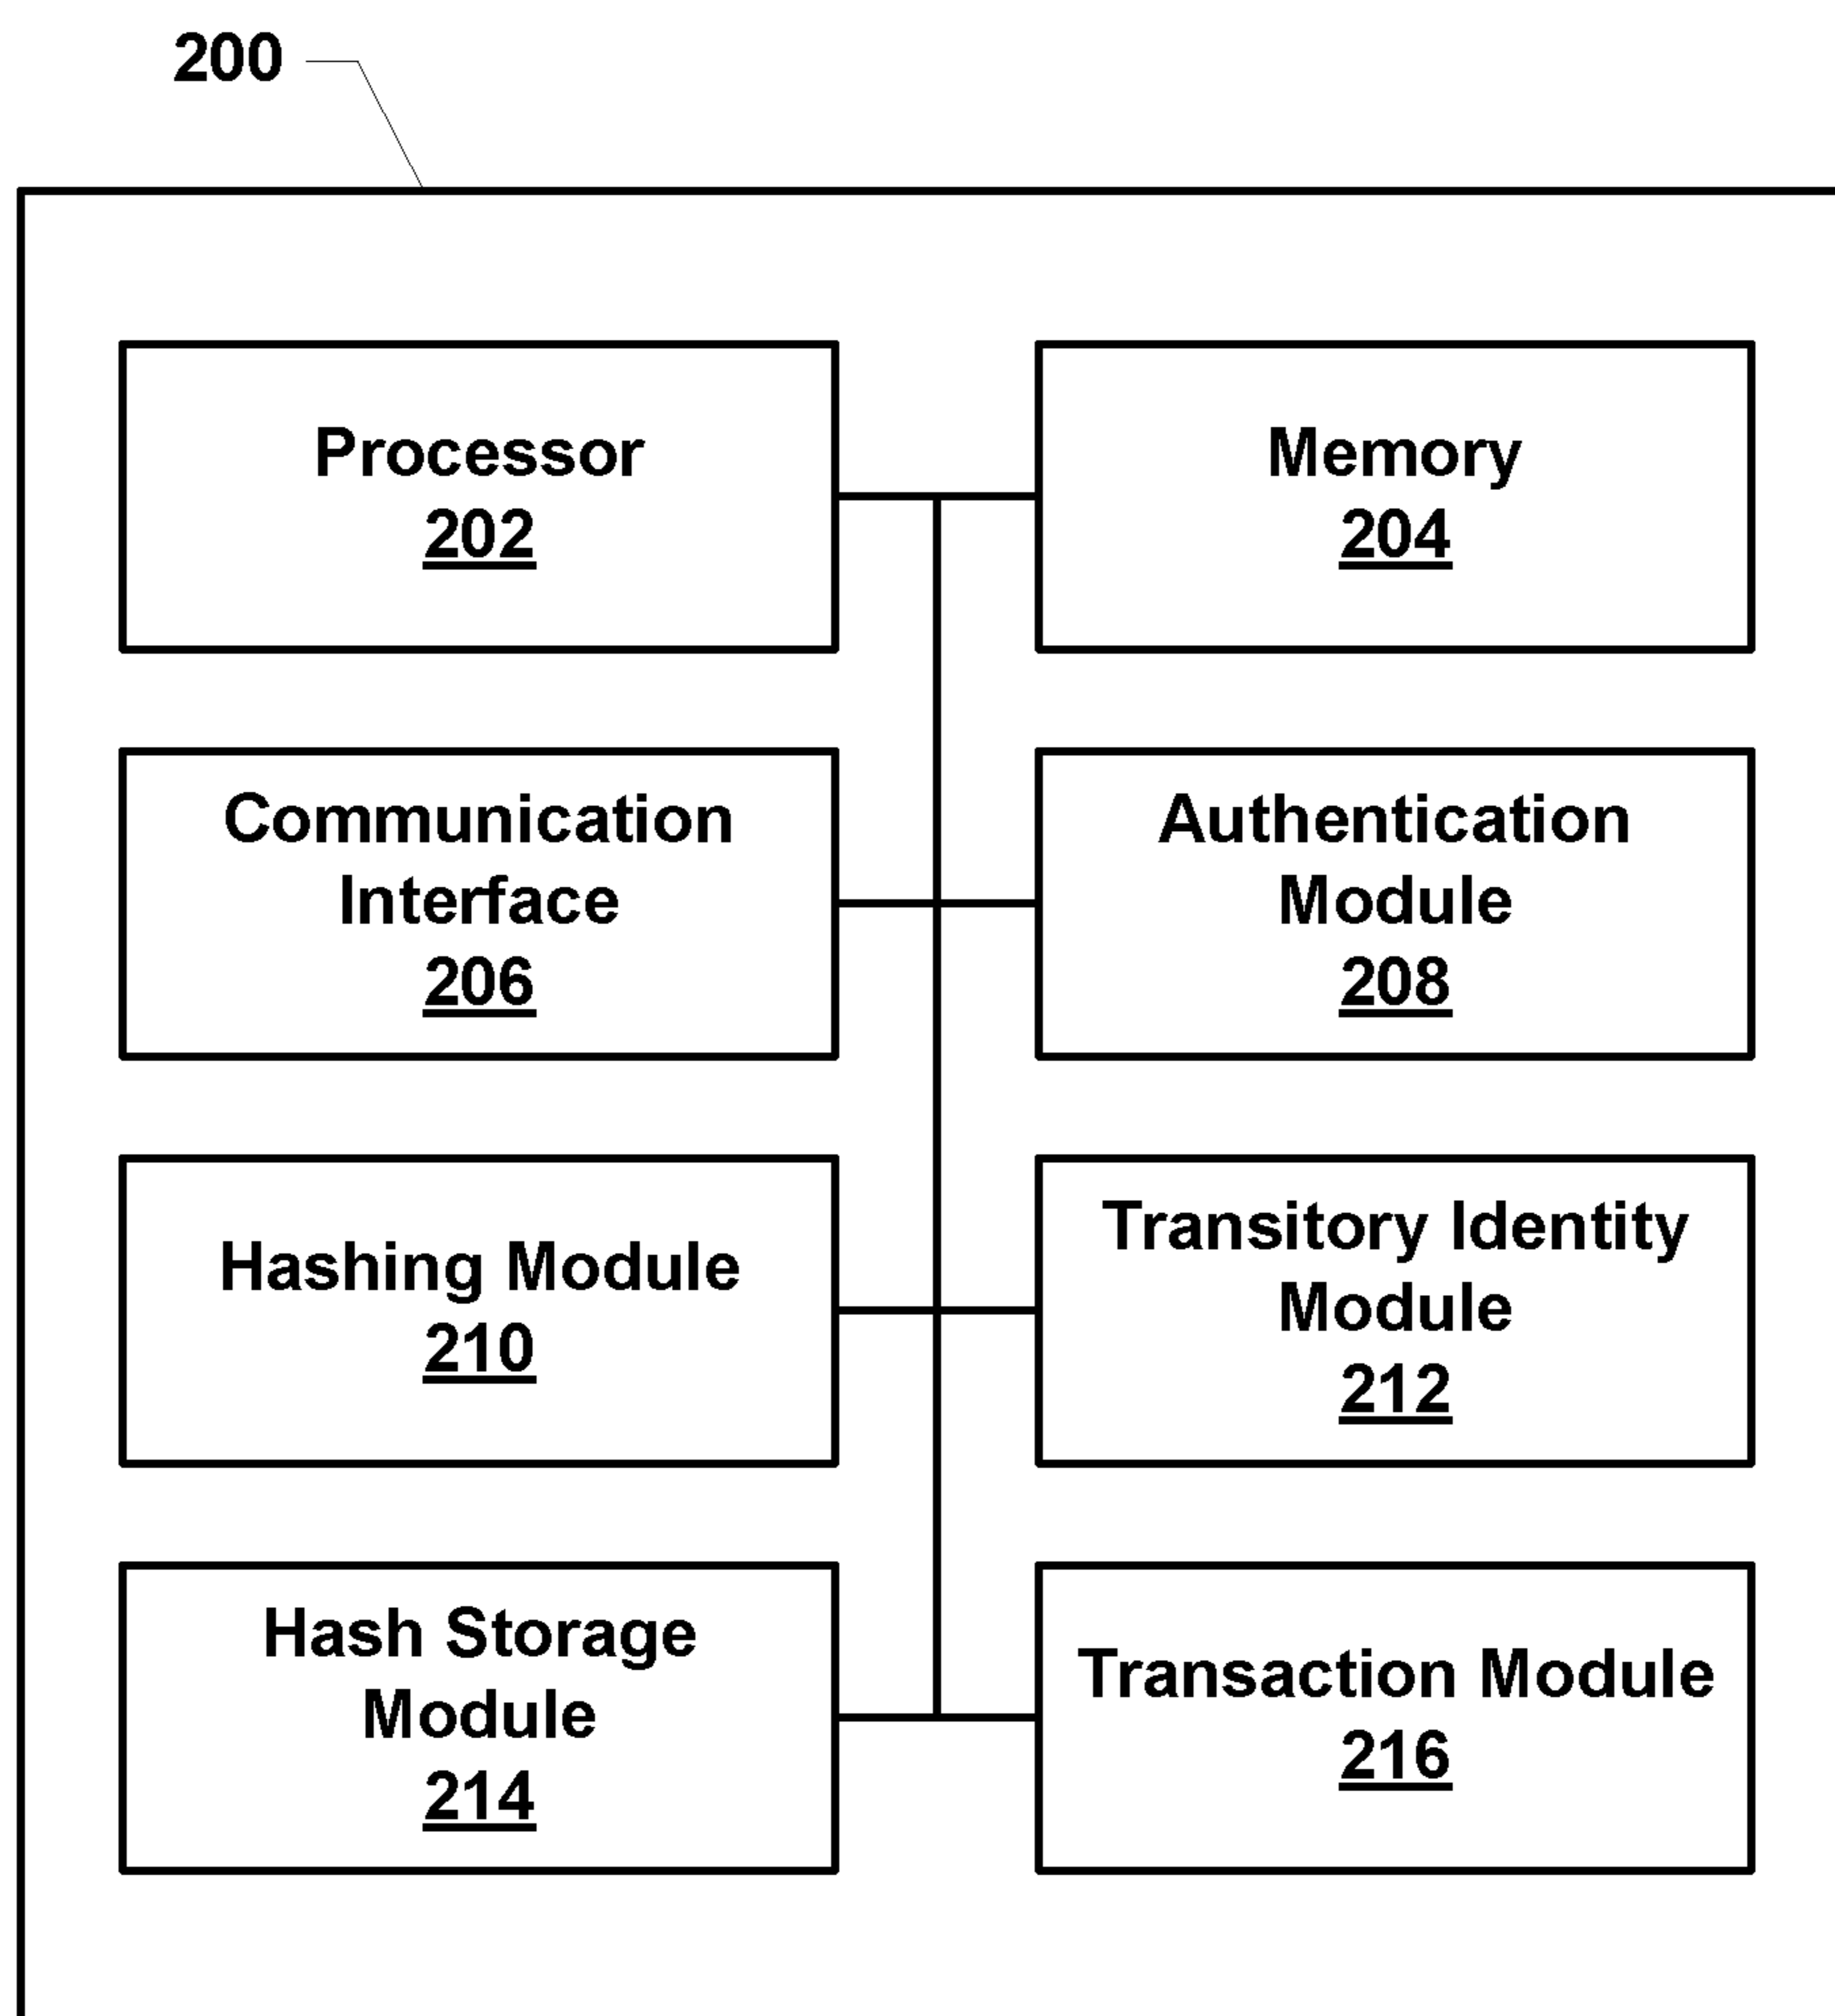 200
Processor
202
Memory
204
Communication
Interface
206
Authentication
Module
208
Hashing Module
210
Transitory Identity
Module
212
Hash Storage
Module
214
Transaction Module
216